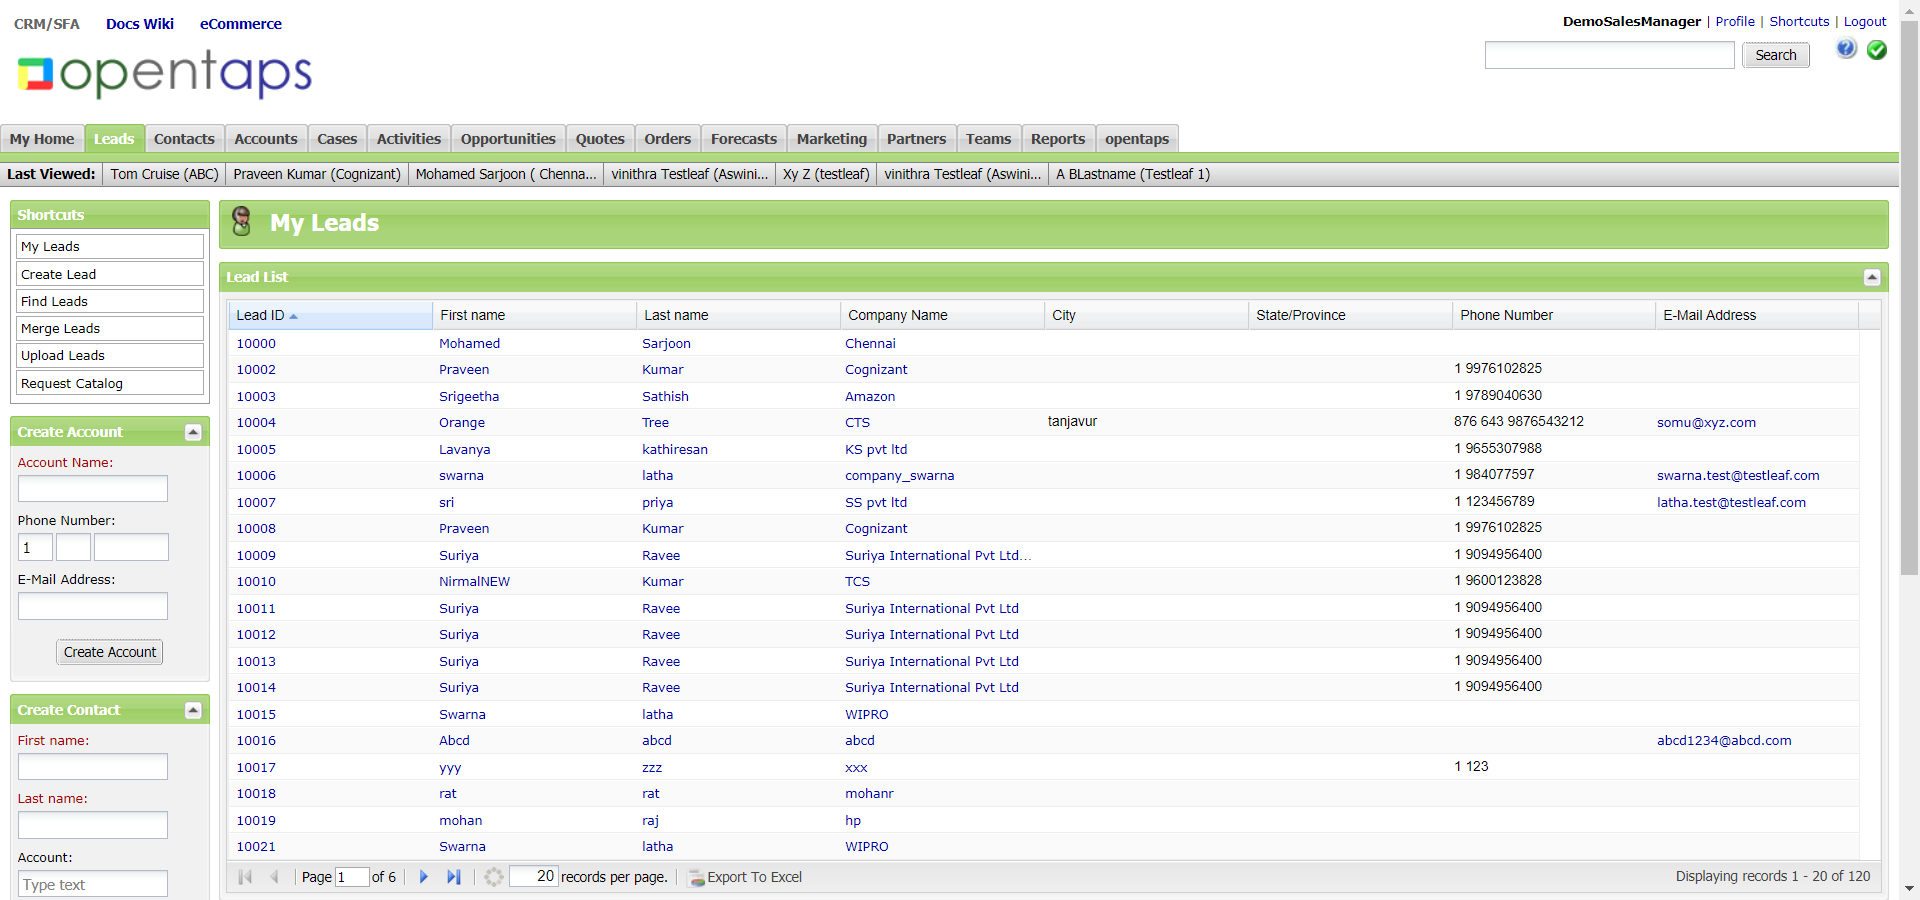 CRM/SFA Docs Wiki eCommerce
DemoSalesManager | Profile | Shortcuts | Logout
opentaps
Search
My Home Leads Contacts Accounts Cases Activities Opportunities Quotes Orders Forecasts Marketing Partners Teams Reports opentaps
Last Viewed: Tom Cruise (ABC) Praveen Kumar (Cognizant) Mohamed Sarjoon ( Chenna... vinithra Testleaf (Aswini... Xy Z (testleaf) vinithra Testleaf (Aswini... A BLastname (Testleaf 1)
Shortcuts
My Leads
Create Lead
Find Leads
Merge Leads
Upload Leads
Request Catalog
Create Account
Account Name:
Phone Number:
1
E-Mail Address:
Create Account
Create Contact
First name:
Last name:
Account:
Type text
My Leads
Lead List
Lead ID First name Last name Company Name City State/Province Phone Number E-Mail Address
10000 Mohamed Sarjoon Chennai
10002 Praveen Kumar Cognizant 1 9976102825
10003 Srigeetha Sathish Amazon 1 9789040630
10004 Orange Tree CTS tanjavur 876 643 9876543212 somu@xyz.com
10005 Lavanya kathiresan KS pvt ltd 1 9655307988
10006 swarna latha company_swarna 1 984077597 swarna.test@testleaf.com
10007 sri priya SS pvt ltd 1 123456789 latha.test@testleaf.com
10008 Praveen Kumar Cognizant 1 9976102825
10009 Suriya Ravee Suriya International Pvt Ltd... 1 9094956400
10010 NirmalNEW Kumar TCS 1 9600123828
10011 Suriya Ravee Suriya International Pvt Ltd 1 9094956400
10012 Suriya Ravee Suriya International Pvt Ltd 1 9094956400
10013 Suriya Ravee Suriya International Pvt Ltd 1 9094956400
10014 Suriya Ravee Suriya International Pvt Ltd 1 9094956400
10015 Swarna latha WIPRO
10016 Abcd abcd abcd abcd1234@abcd.com
10017 yyy zzz xxx 1 123
10018 rat rat mohanr
10019 mohan raj hp
10021 Swarna latha WIPRO
Page 1 of 6 20 records per page. Export To Excel Displaying records 1 - 20 of 120